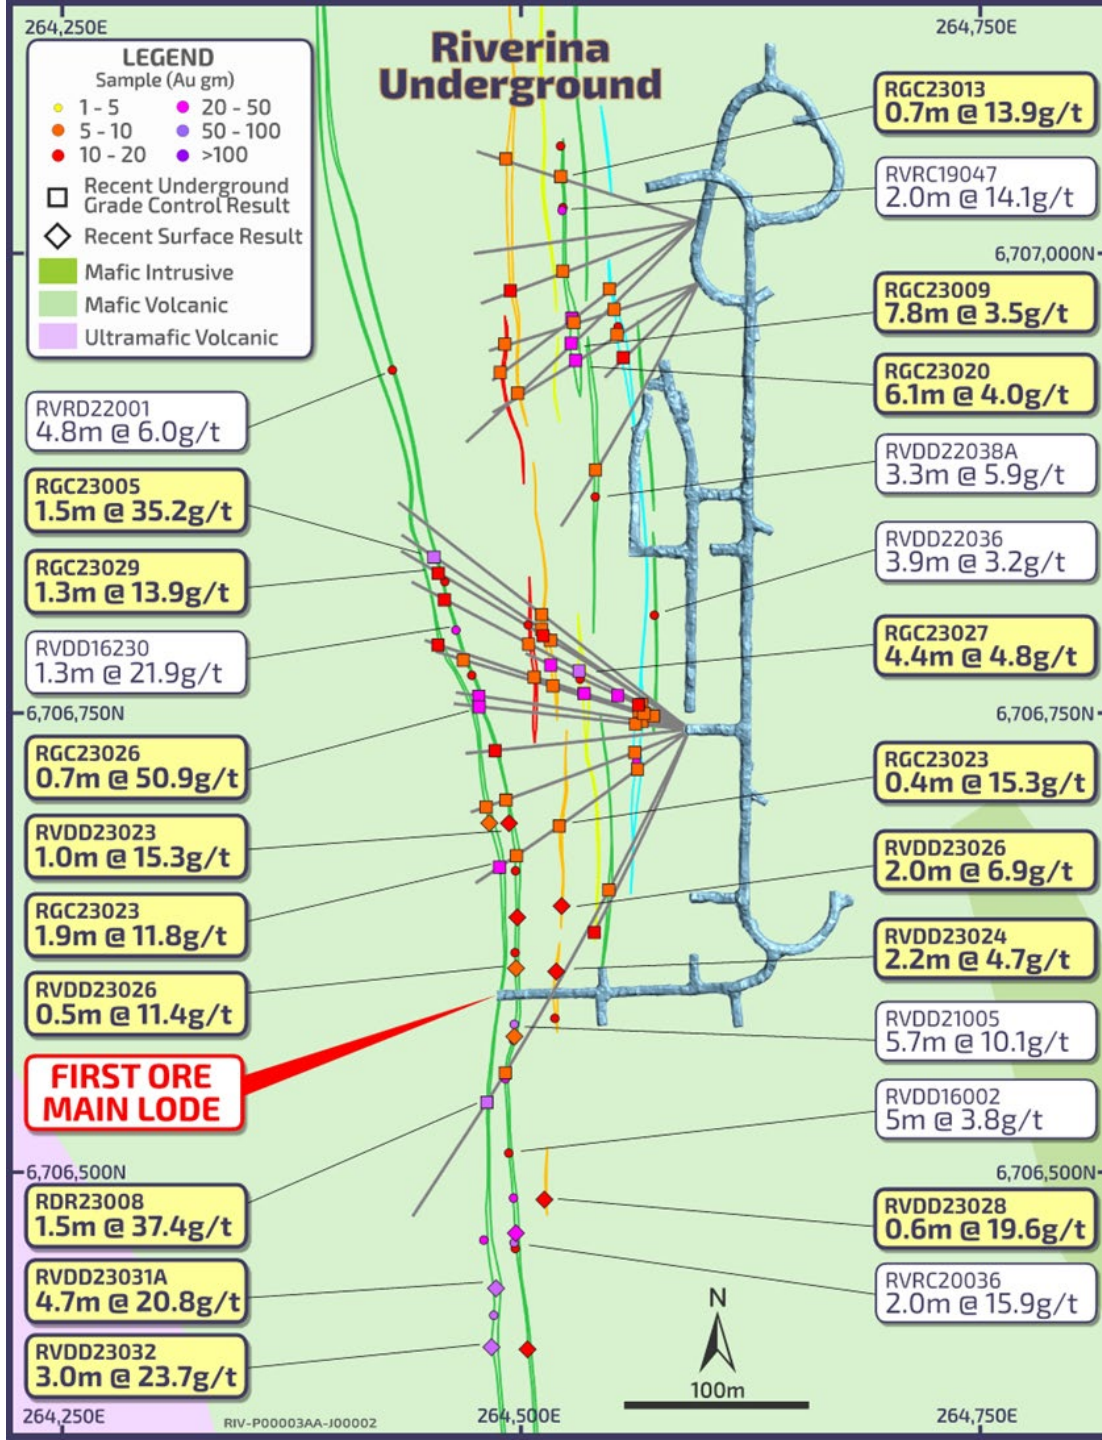 264,250E
264,750E
Riverina
Underground
LEGEND
Sample (Au gm)
1 - 5
20 - 50
5 - 10
50 - 100
10 - 20
>100
Recent Underground
Grade Control Result
Recent Surface Result
Mafic Intrusive
Mafic Volcanic
Ultramafic Volcanic
RGC23013
0.7m @ 13.9g/t
RVRC19047
2.0m @ 14.1g/t
6,707,000N
RGC23009
7.8m @ 3.5g/t
RGC23020
6.1m @ 4.0g/t
RVDD22038A
3.3m @ 5.9g/t
RVDD22036
3.9m @ 3.2g/t
RGC23027
4.4m @ 4.8g/t
6,706,750N
RGC23023
0.4m @ 15.3g/t
RVDD23026
2.0m @ 6.9g/t
RVDD23024
2.2m @ 4.7g/t
RVDD21005
5.7m @ 10.1g/t
RVDD16002
5m @ 3.8g/t
6,706,500N
RVDD23028
0.6m @ 19.6g/t
RVRC20036
2.0m @ 15.9g/t
RVRD22001
4.8m @ 6.0g/t
RGC23005
1.5m @ 35.2g/t
RGC23029
1.3m @ 13.9g/t
RVDD16230
1.3m @ 21.9g/t
6,706,750N
RGC23026
0.7m @ 50.9g/t
RVDD23023
1.0m @ 15.3g/t
RGC23023
1.9m @ 11.8g/t
RVDD23026
0.5m @ 11.4g/t
FIRST ORE
MAIN LODE
6,706,500N
RDR23008
1.5m @ 37.4g/t
RVDD23031A
4.7m @ 20.8g/t
RVDD23032
3.0m @ 23.7g/t
N
100m
264,250E
RIV-P00003AA-J00002
264,500E
264,750E